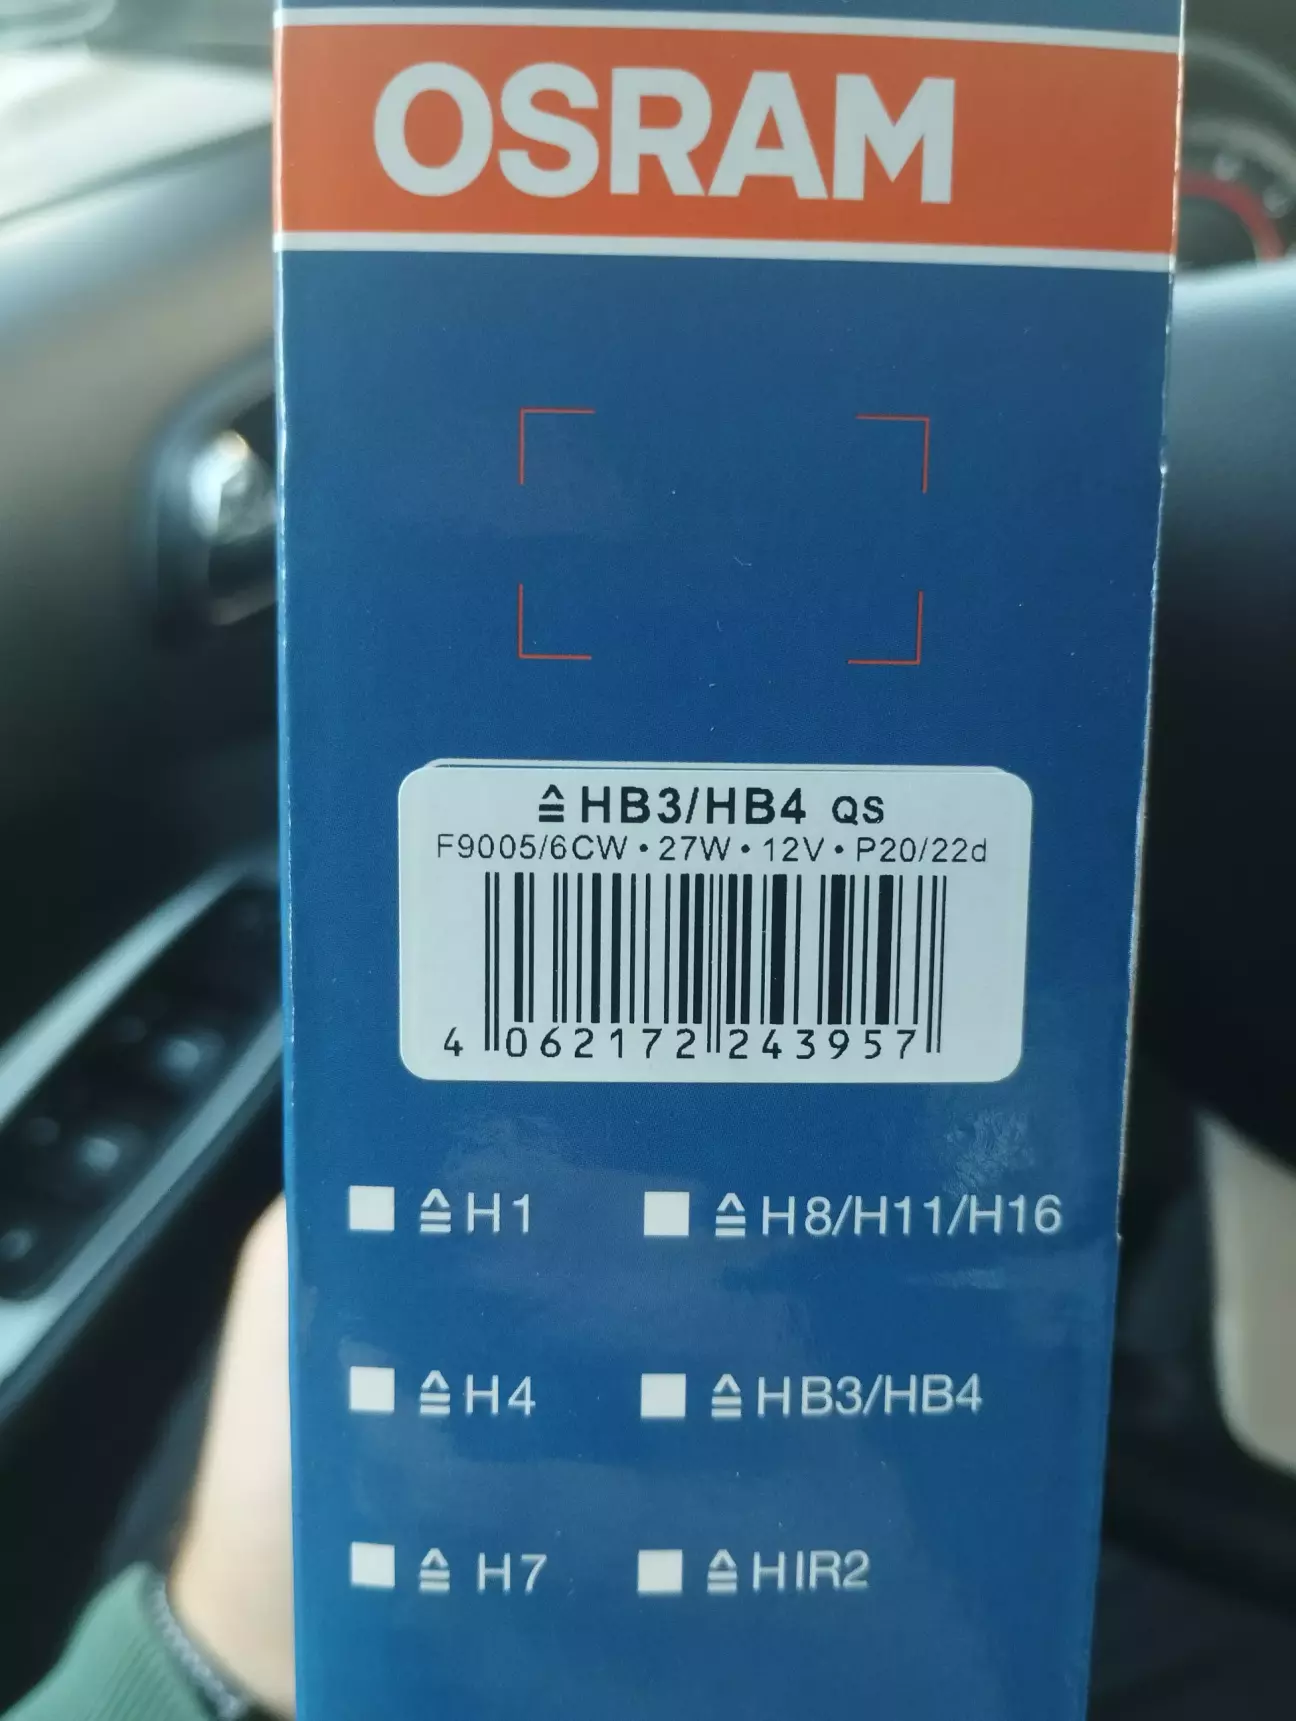 OSRAM
≙ HB3/HB4 QS
F9005/6CW • 27W • 12V • P20/22d
4 062172 243957
≙ H1
≙ H8/H11/H16
≙ H4
≙ HB3/HB4
≙ H7
≙ HIR2